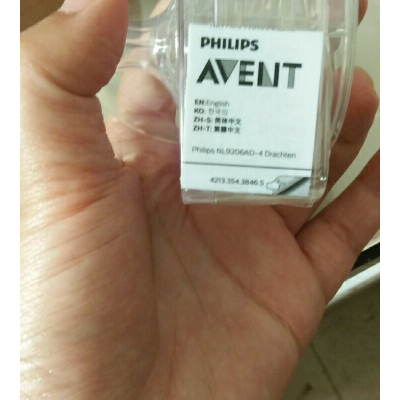 PHILIPS
AVENT
EN:English
KO: 한국의
ZH-S: 简体中文
ZH-T: 繁體中文
Philips NL9206AD-4 Drachten
4213.354.3846.5